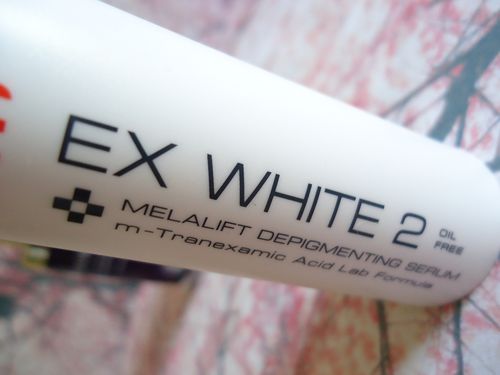 EX WHITE 2
OIL
FREE
MELALIFT DEPIGMENTING SERUM
m-Tranexamic Acid Lab Formula